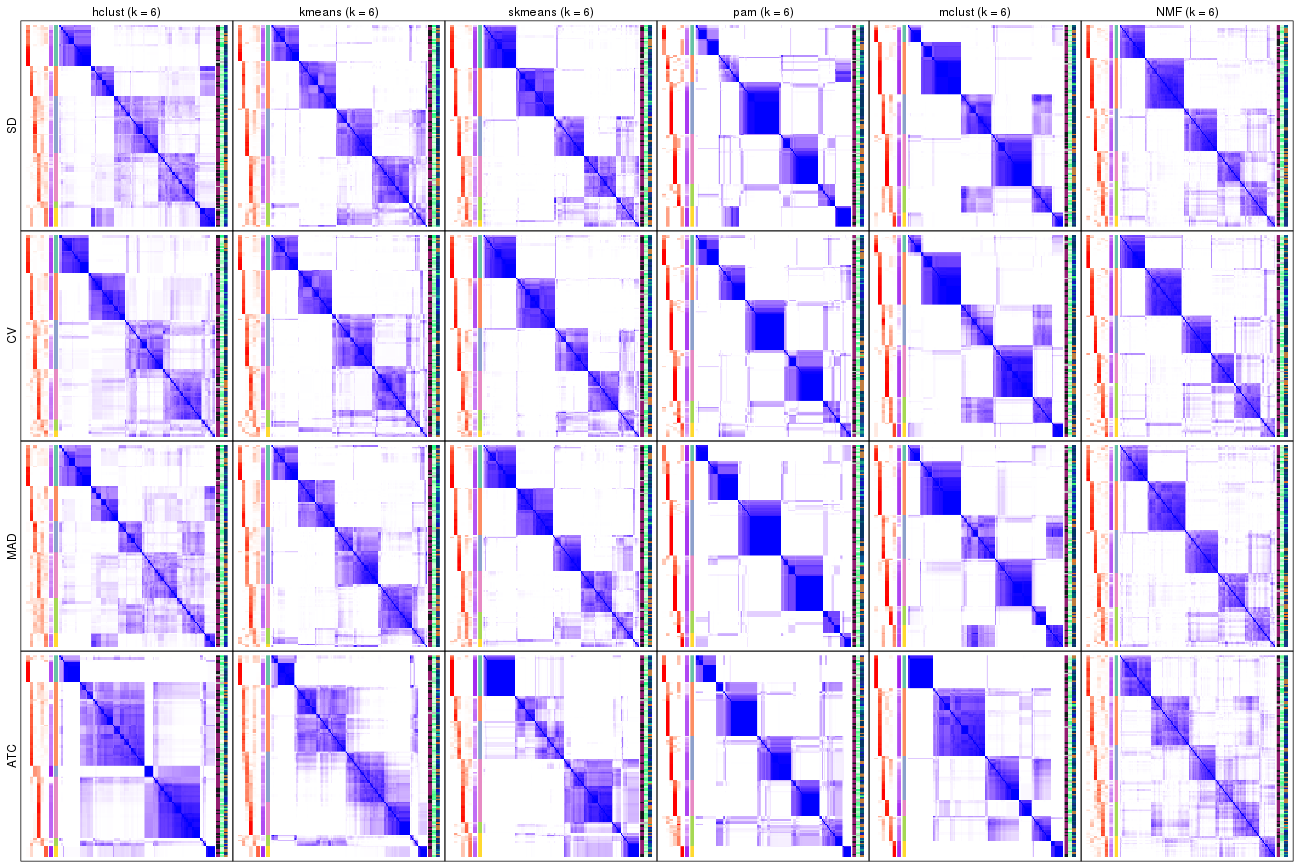 hclust (k = 6) kmeans (k = 6) skmeans (k = 6) pam (k = 6) mclust (k = 6) NMF (k = 6)
SD
CV
MAD
ATC